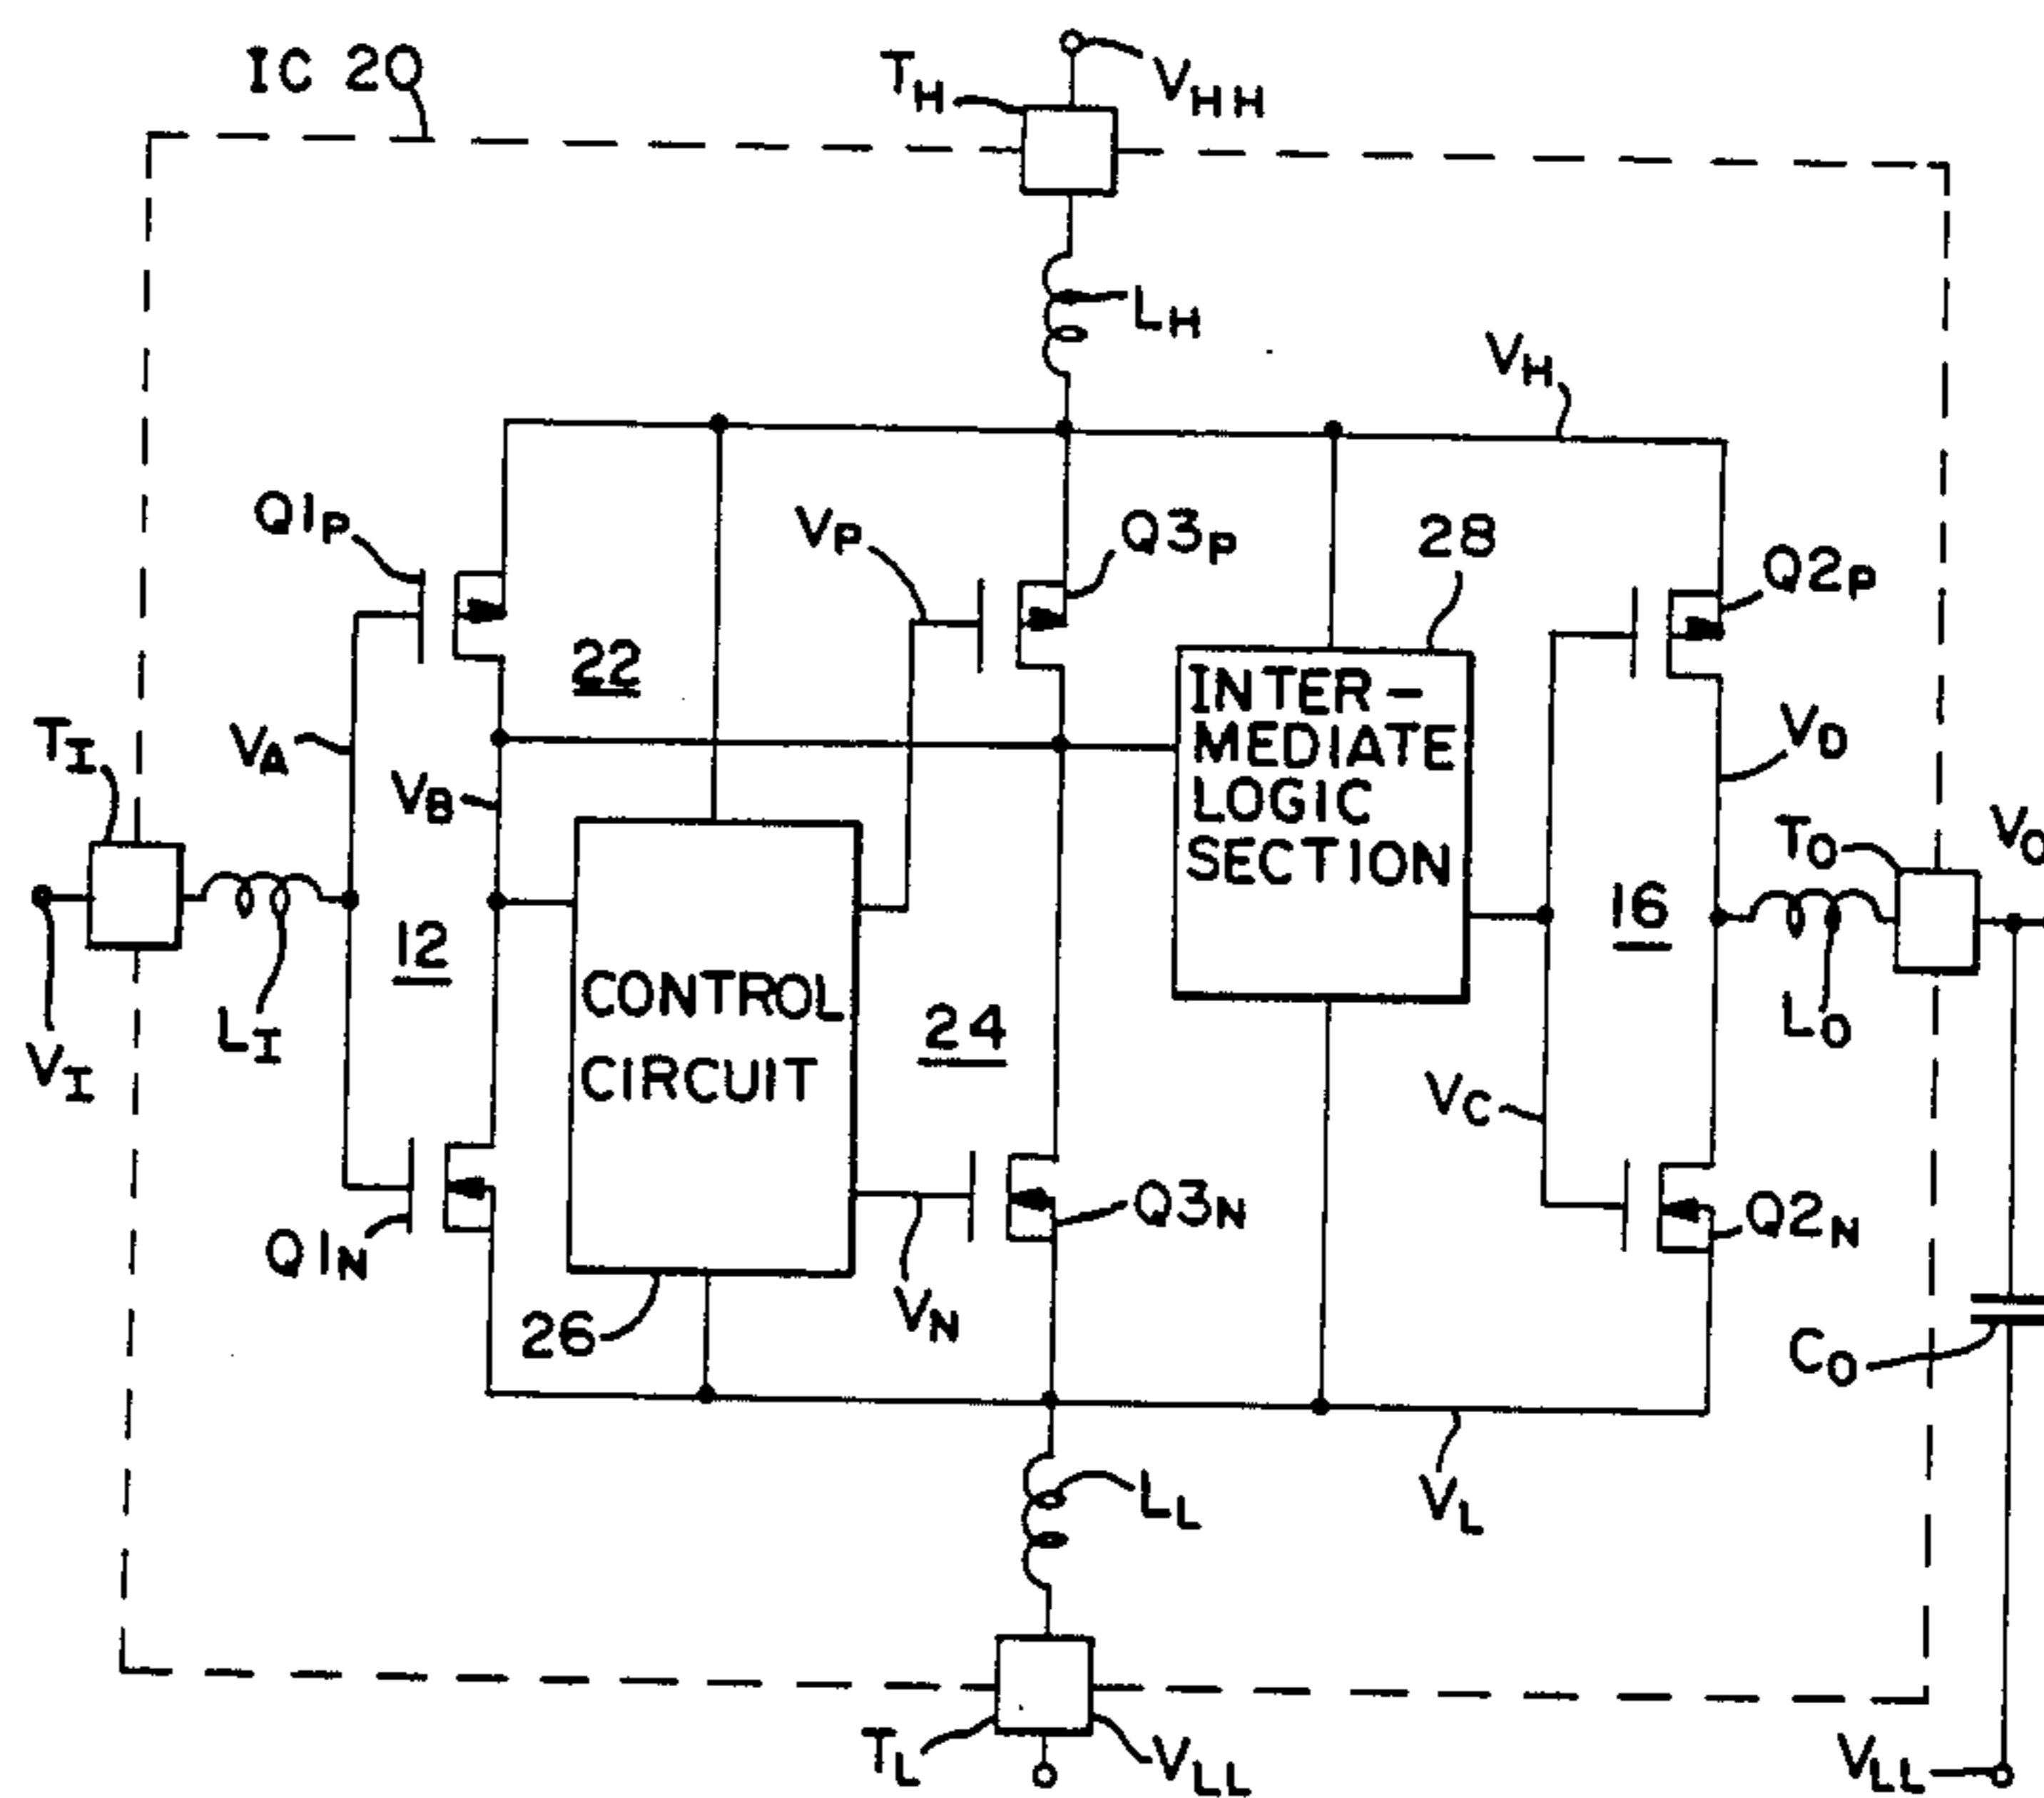 IC 20
TH
VHH
LH
VH
Q1P
VP
Q3P
28
Q2P
22
INTER-
MEDIATE
LOGIC
SECTION
TI
VA
VB
VO
TO
VO
12
16
CONTROL
CIRCUIT
24
LI
VI
LO
VC
Q1N
Q3N
Q2N
26
VN
CO
LL
VL
TL
VLL
VLL